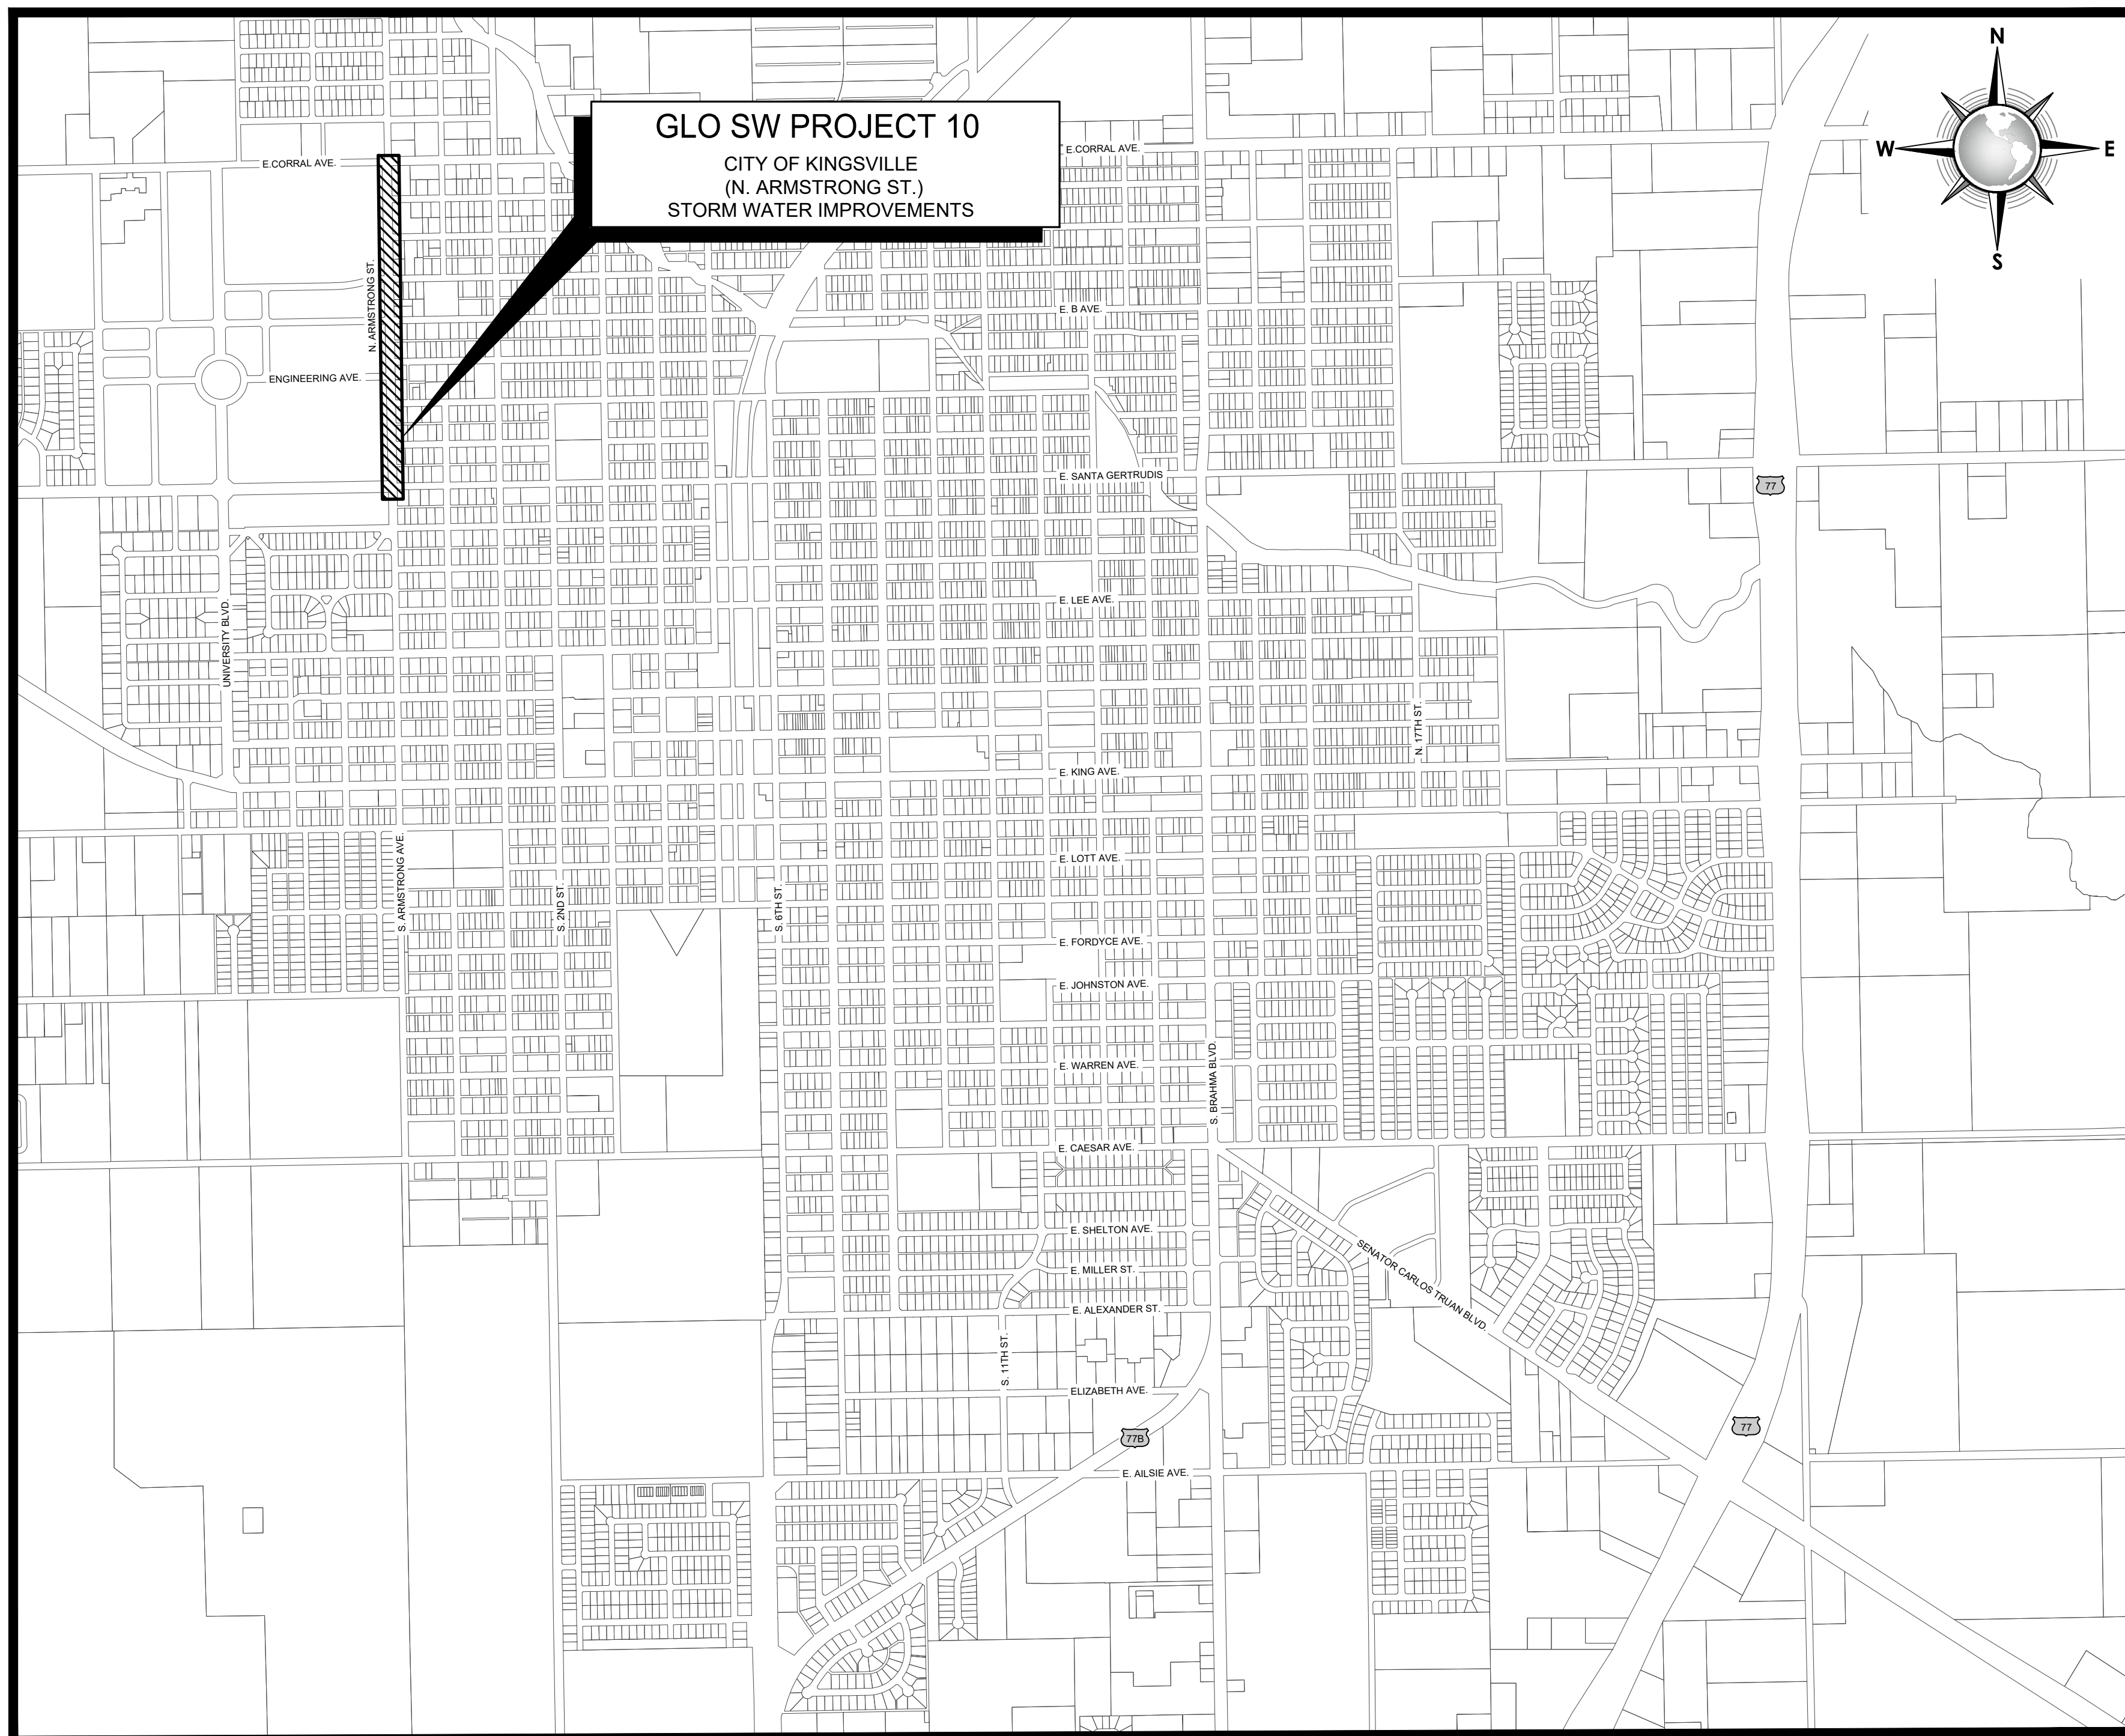 N
W
E
S
GLO SW PROJECT 10
CITY OF KINGSVILLE
(N. ARMSTRONG ST.)
STORM WATER IMPROVEMENTS
E.CORRAL AVE.
E.CORRAL AVE.
N. ARMSTRONG ST.
E. B AVE.
ENGINEERING AVE.
E. SANTA GERTRUDIS
77
E. LEE AVE.
UNIVERSITY BLVD.
N. 17TH ST.
E. KING AVE.
S. ARMSTRONG AVE.
E. LOTT AVE.
S. 2ND ST.
S. 6TH ST.
E. FORDYCE AVE.
E. JOHNSTON AVE.
E. WARREN AVE.
S. BRAHMA BLVD.
E. CAESAR AVE.
E. SHELTON AVE.
E. MILLER ST.
SENATOR CARLOS TRUAN BLVD.
E. ALEXANDER ST.
S. 11TH ST.
ELIZABETH AVE.
77B
77
E. AILSIE AVE.